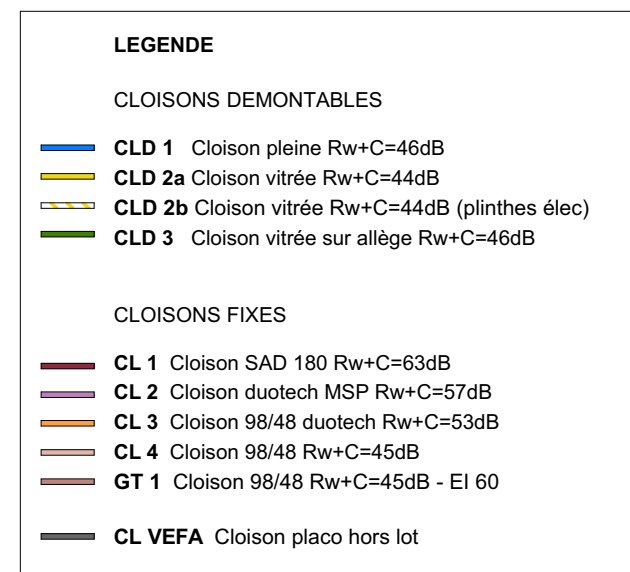 LEGENDE
CLOISONS DEMONTABLES
CLD 1 Cloison pleine Rw+C=46dB
CLD 2a Cloison vitrée Rw+C=44dB
CLD 2b Cloison vitrée Rw+C=44dB (plinthes élec)
CLD 3 Cloison vitrée sur allège Rw+C=46dB
CLOISONS FIXES
CL 1 Cloison SAD 180 Rw+C=63dB
CL 2 Cloison duotech MSP Rw+C=57dB
CL 3 Cloison 98/48 duotech Rw+C=53dB
CL 4 Cloison 98/48 Rw+C=45dB
GT 1 Cloison 98/48 Rw+C=45dB - EI 60
CL VEFA Cloison placo hors lot